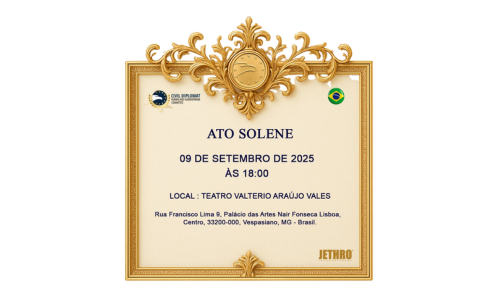 CIVIL DIPLOMAT
ATO SOLENE
09 DE SETEMBRO DE 2025
ÀS 18:00
LOCAL : TEATRO VALTERIO ARAÚJO VALES
Rua Francisco Lima 9, Palácio das Artes Nair Fonseca Lisboa,
Centro, 33200-000, Vespasiano, MG - Brasil.
JETHRO